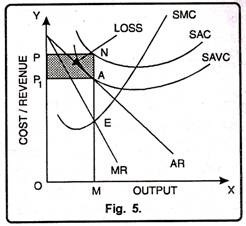 Y
LOSS
SMC
SAC
SAVC
P
N
P1
A
COST / REVENUE
E
MR
AR
O
M
OUTPUT
X
Fig. 5.